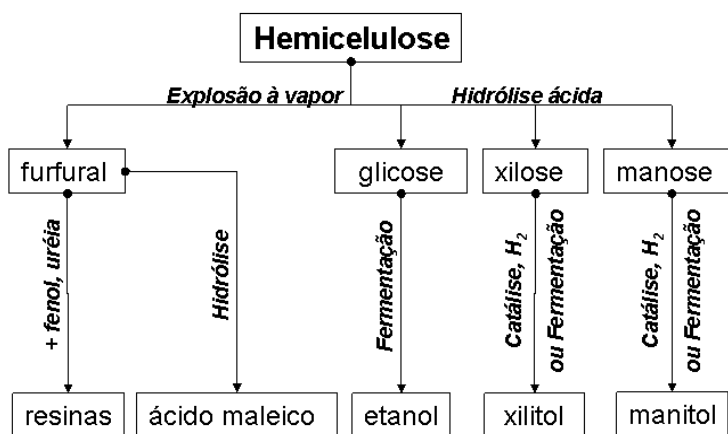 Hemicelulose
Explosão à vapor
Hidrólise ácida
furfural
glicose
xilose
manose
+ fenol, uréia
Hidrólise
Fermentação
Catálise, H₂
ou Fermentação
Catálise, H₂
ou Fermentação
resinas
ácido maleico
etanol
xilitol
manitol